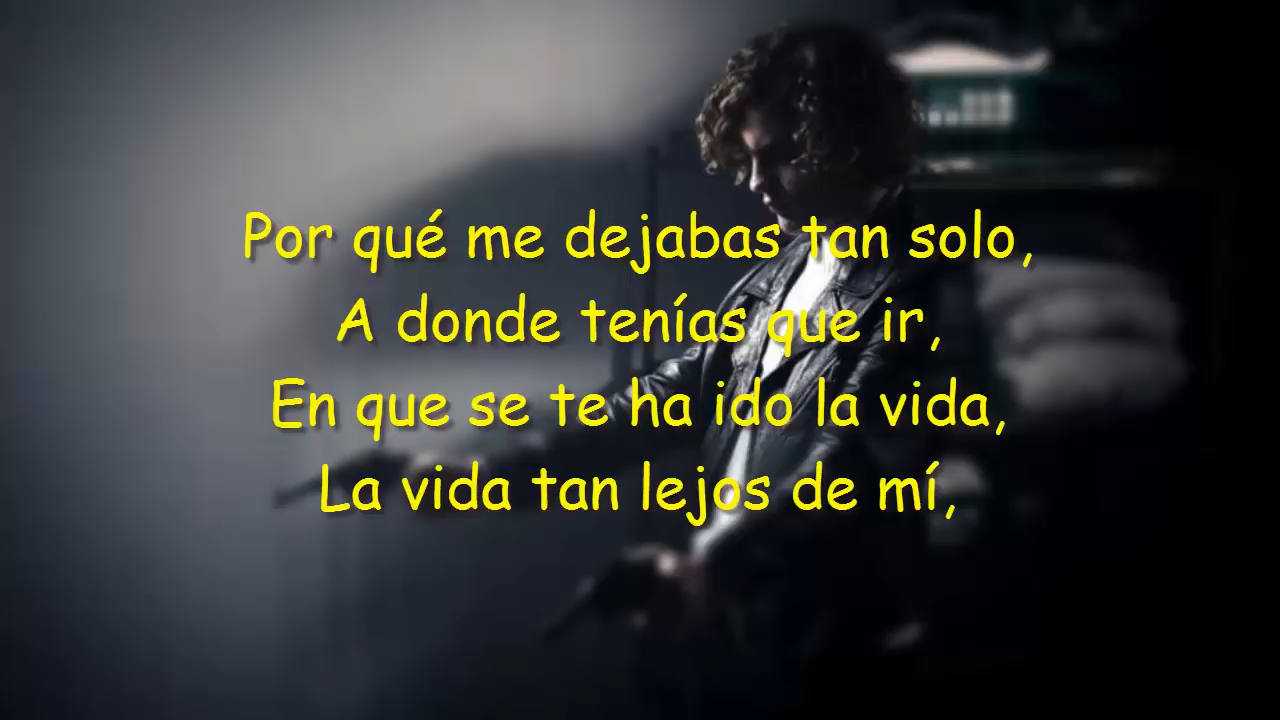 Por qué me dejabas tan solo,
A donde tenías que ir,
En que se te ha ido la vida,
La vida tan lejos de mí,